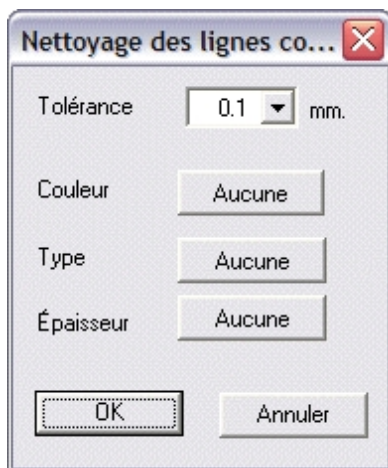 Nettoyage des lignes co...
Tolérance 0.1 mm.
Couleur Aucune
Type Aucune
Épaisseur Aucune
OK Annuler